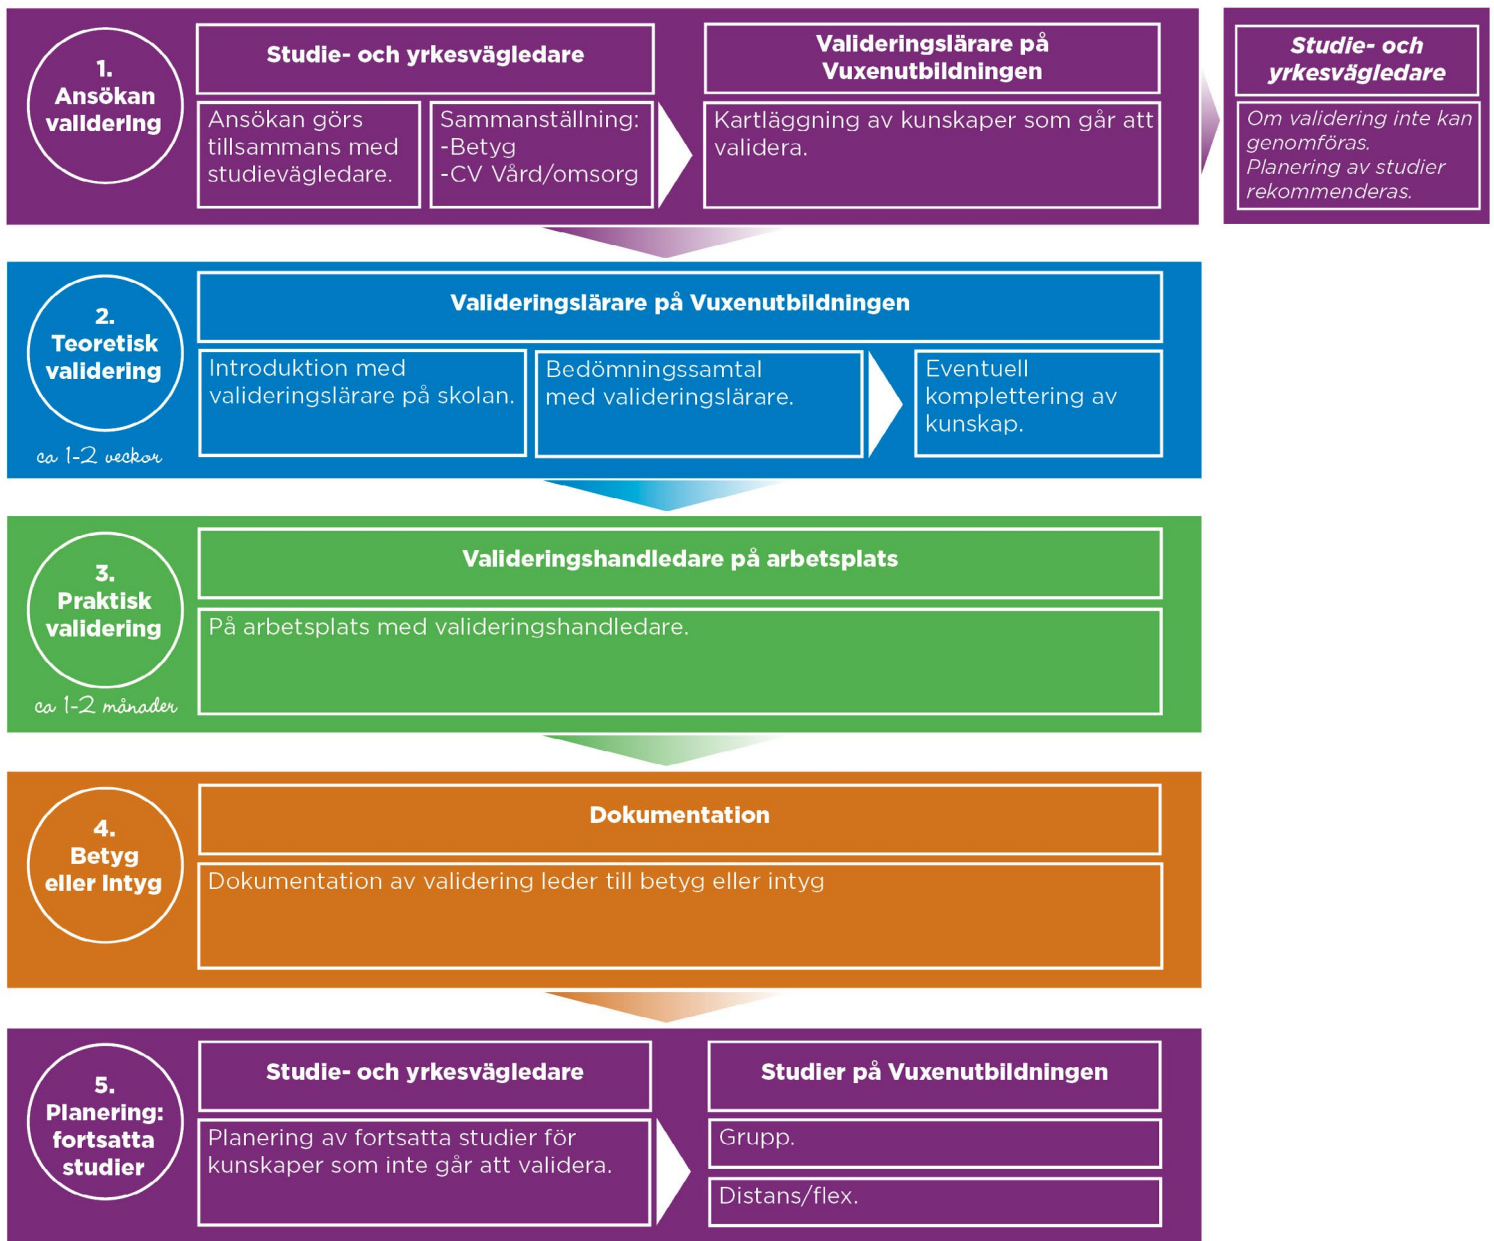 1.
Ansökan
validering
Studie- och yrkesvägledare
Ansökan görs
tillsammans med
studievägledare.
Sammanställning:
-Betyg
-CV Vård/omsorg
Valideringslärare på
Vuxenutbildningen
Kartläggning av kunskaper som går att
validera.
Studie- och
yrkesvägledare
Om validering inte kan
genomföras.
Planering av studier
rekommenderas.
2.
Teoretisk
validering
ca 1-2 veckor
Valideringslärare på Vuxenutbildningen
Introduktion med
valideringslärare på skolan.
Bedömningssamtal
med valideringslärare.
Eventuell
komplettering av
kunskap.
3.
Praktisk
validering
ca 1-2 månader
Valideringshandledare på arbetsplats
På arbetsplats med valideringshandledare.
4.
Betyg
eller Intyg
Dokumentation
Dokumentation av validering leder till betyg eller intyg
5.
Planering:
fortsatta
studier
Studie- och yrkesvägledare
Planering av fortsatta studier för
kunskaper som inte går att validera.
Studier på Vuxenutbildningen
Grupp.
Distans/flex.